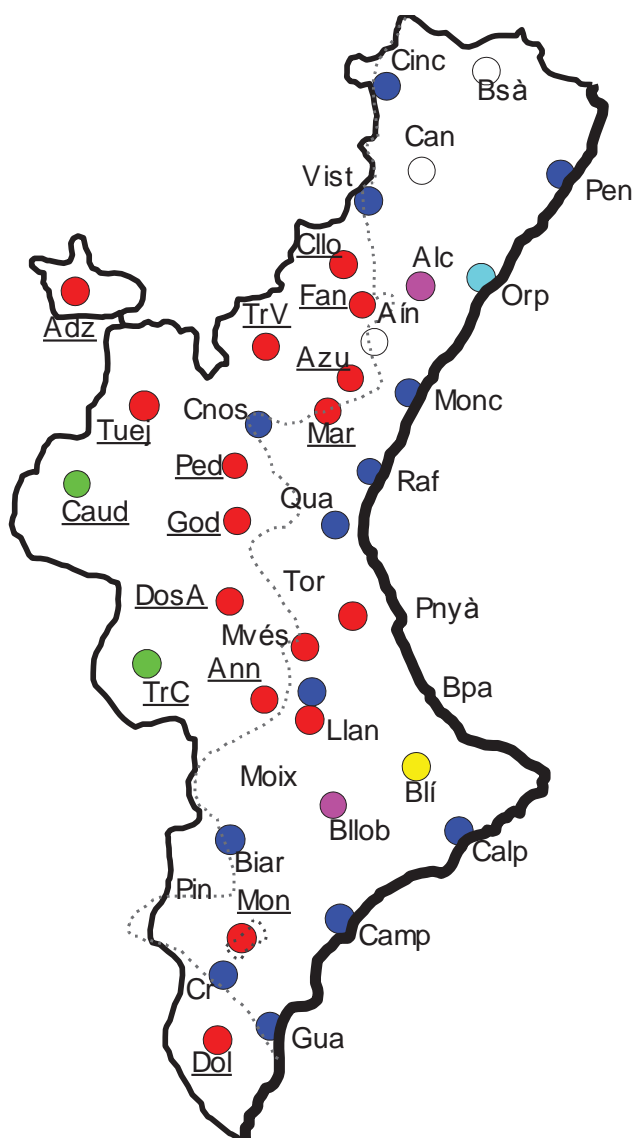 Cinc
Bsà
Can
Pen
Vist
Cllo
Alc
Fan
Orp
Adz
TrV
Aín
Azu
Monc
Cnos
Mar
Tuej
Ped
Raf
Caud
Qua
God
Tor
DosA
Pnyà
Mvés
Ann
Bpa
TrC
Llan
Moix
Blí
Bllob
Calp
Biar
Pin
Mon
Camp
Cr
Gua
Dol